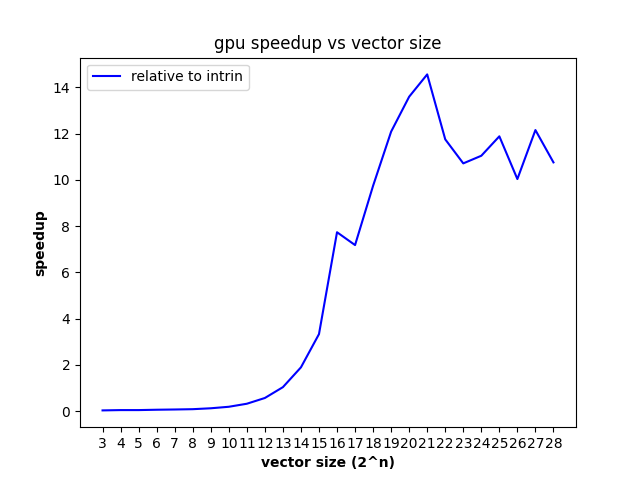 gpu speedup vs vector size
relative to intrin
14
12
10
8
6
4
2
0
speedup
3 4 5 6 7 8 9 10 11 12 13 14 15 16 17 18 19 20 21 22 23 24 25 26 27 28
vector size (2^n)